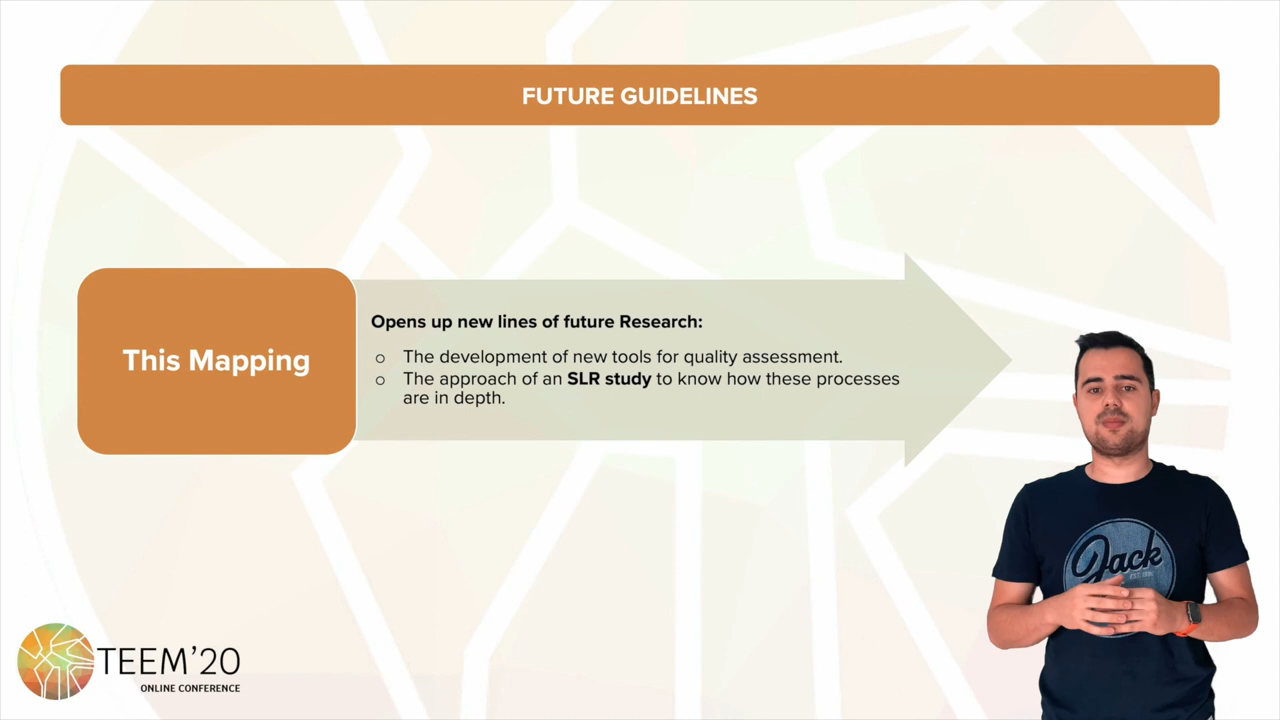 FUTURE GUIDELINES
This Mapping
Opens up new lines of future Research:
○ The development of new tools for quality assessment.
○ The approach of an SLR study to know how these processes
are in depth.
Jack
EST. 1990
TEEM'20
ONLINE CONFERENCE